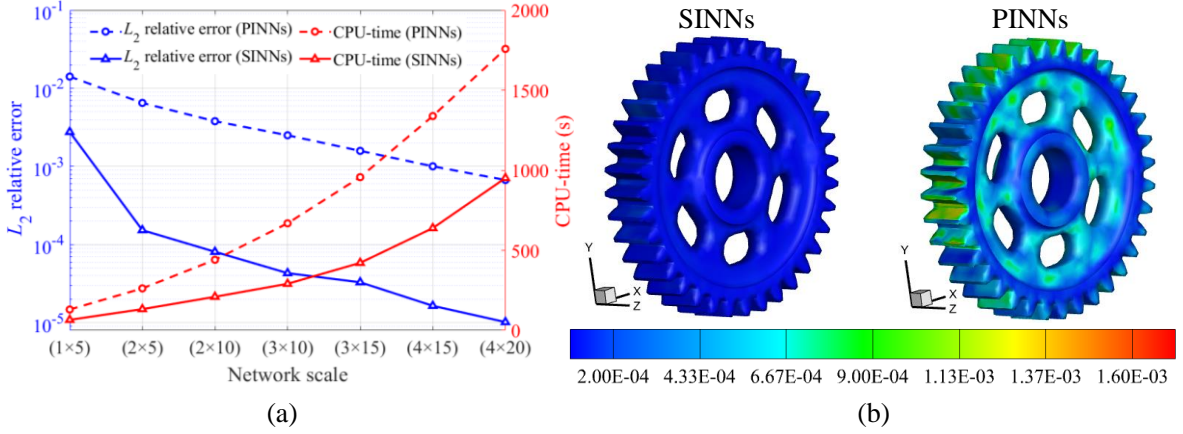 L₂ relative error (PINNs)
CPU-time (PINNs)
L₂ relative error (SINNs)
CPU-time (SINNs)
L₂ relative error
10⁻¹
10⁻²
10⁻³
10⁻⁴
10⁻⁵
CPU-time (s)
2000
1500
1000
500
0
(1×5) (2×5) (2×10) (3×10) (3×15) (4×15) (4×20)
Network scale
(a)
SINNs PINNs
Y
X
Z
Y
X
Z
2.00E-04 4.33E-04 6.67E-04 9.00E-04 1.13E-03 1.37E-03 1.60E-03
(b)